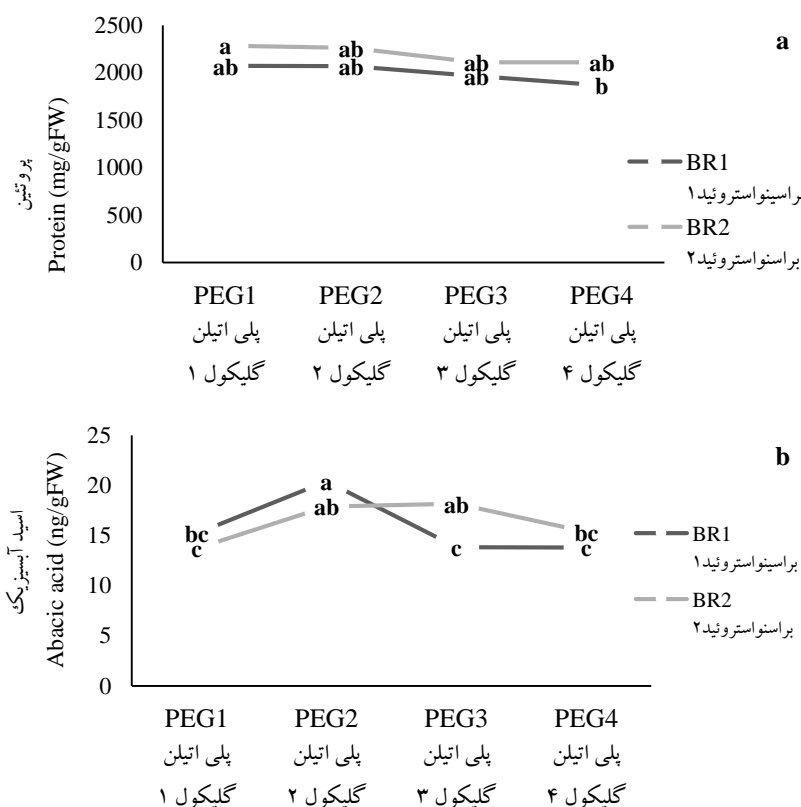 a
2500
2000
1500
1000
500
0
پروتئین
Protein (mg/gFW)
a ab ab ab
ab ab ab b
BR1
براسینواستروئید۱
BR2
براسنواستروئید۲
PEG1 PEG2 PEG3 PEG4
پلی اتیلن پلی اتیلن پلی اتیلن پلی اتیلن
گلیکول ۱ گلیکول ۲ گلیکول ۳ گلیکول ۴
b
25
20
15
10
5
0
اسید آبسیزیک
Abacic acid (ng/gFW)
bc a ab bc
c ab c c
BR1
براسینواستروئید۱
BR2
براسنواستروئید۲
PEG1 PEG2 PEG3 PEG4
پلی اتیلن پلی اتیلن پلی اتیلن پلی اتیلن
گلیکول ۱ گلیکول ۲ گلیکول ۳ گلیکول ۴